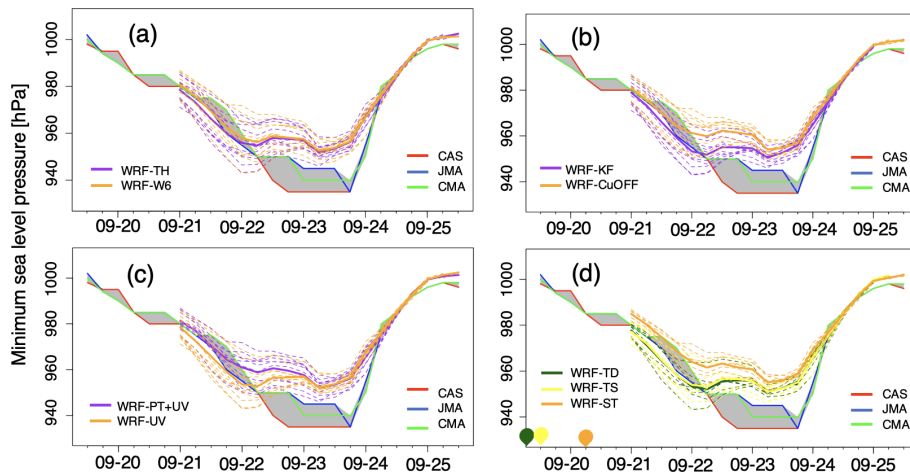 Minimum sea level pressure [hPa]
(a)
1000
980
960
940
WRF-TH
WRF-W6
CAS
JMA
CMA
09-20 09-21 09-22 09-23 09-24 09-25
(b)
1000
980
960
940
WRF-KF
WRF-CuOFF
CAS
JMA
CMA
09-20 09-21 09-22 09-23 09-24 09-25
(c)
1000
980
960
940
WRF-PT+UV
WRF-UV
CAS
JMA
CMA
09-20 09-21 09-22 09-23 09-24 09-25
(d)
1000
980
960
940
WRF-TD
WRF-TS
WRF-ST
CAS
JMA
CMA
09-20 09-21 09-22 09-23 09-24 09-25